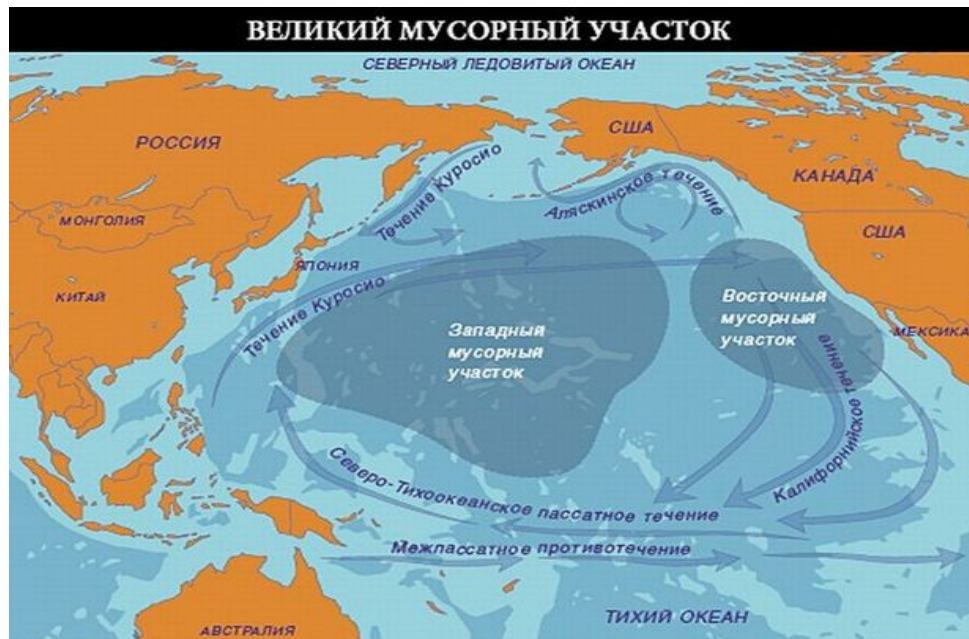 ВЕЛИКИЙ МУСОРНЫЙ УЧАСТОК
СЕВЕРНЫЙ ЛЕДОВИТЫЙ ОКЕАН
РОССИЯ
США
КАНАДА
Течение Куросио
Аляскинское течение
МОНГОЛИЯ
США
ЯПОНИЯ
КИТАЙ
Течение Куросио
Западный
мусорный
участок
Восточный
мусорный
участок
МЕКСИКА
Калифорнийское течение
Северо-Тихоокеанское пассатное течение
Межпассатное противотечение
ТИХИЙ ОКЕАН
АВСТРАЛИЯ